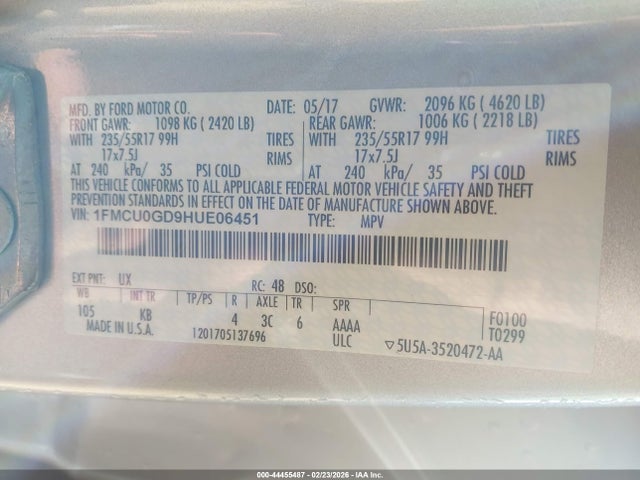 MFD. BY FORD MOTOR CO. DATE: 05/17 GVWR: 2096 KG ( 4620 LB)
FRONT GAWR: 1098 KG ( 2420 LB) REAR GAWR: 1006 KG ( 2218 LB)
WITH 235/55R17 99H TIRES WITH 235/55R17 99H TIRES
17x7.5J RIMS 17x7.5J RIMS
AT 240 kPa/ 35 PSI COLD AT 240 kPa/ 35 PSI COLD
THIS VEHICLE CONFORMS TO ALL APPLICABLE FEDERAL MOTOR VEHICLE SAFETY AND THEFT
PREVENTION STANDARDS IN EFFECT ON THE DATE OF MANUFACTURE SHOWN ABOVE.
VIN: 1FMCU0GD9HUE06451 TYPE: MPV
EXT PNT: UX RC: 48 DSO:
WB INT TR TP/PS R AXLE TR SPR
105 KB 4 3C 6 AAAA F0100
MADE IN U.S.A. 1201705137696 ULC ▽5U5A-3520472-AA T0299
000-44455487 - 02/23/2026 - IAA Inc.